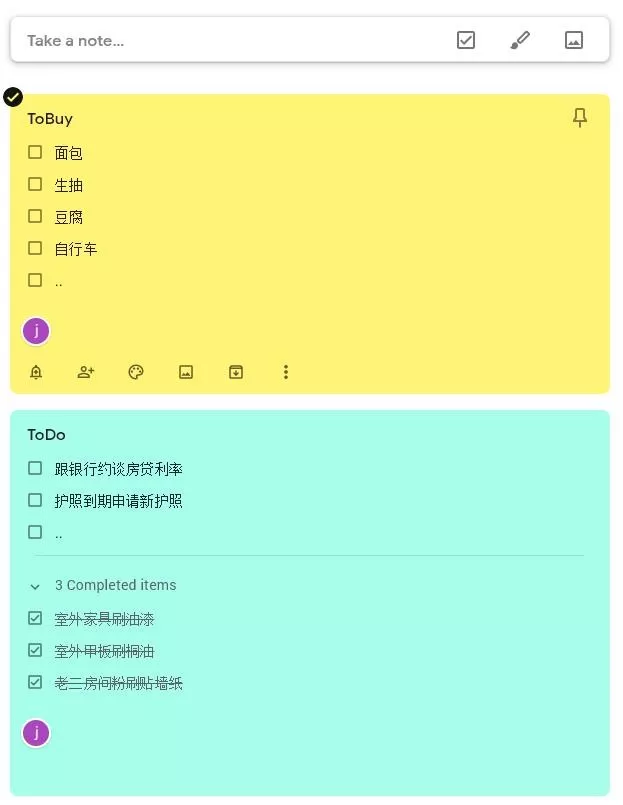 Take a note...
ToBuy
面包
生抽
豆腐
自行车
..
j
ToDo
跟银行约谈房贷利率
护照到期申请新护照
..
3 Completed items
室外家具刷油漆
室外甲板刷桐油
老二房间粉刷贴墙纸
j